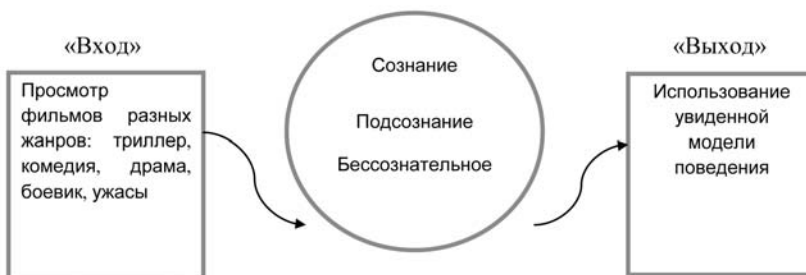 «Вход»
Просмотр
фильмов разных
жанров: триллер,
комедия, драма,
боевик, ужасы
Сознание
Подсознание
Бессознательное
«Выход»
Использование
увиденной
модели
поведения